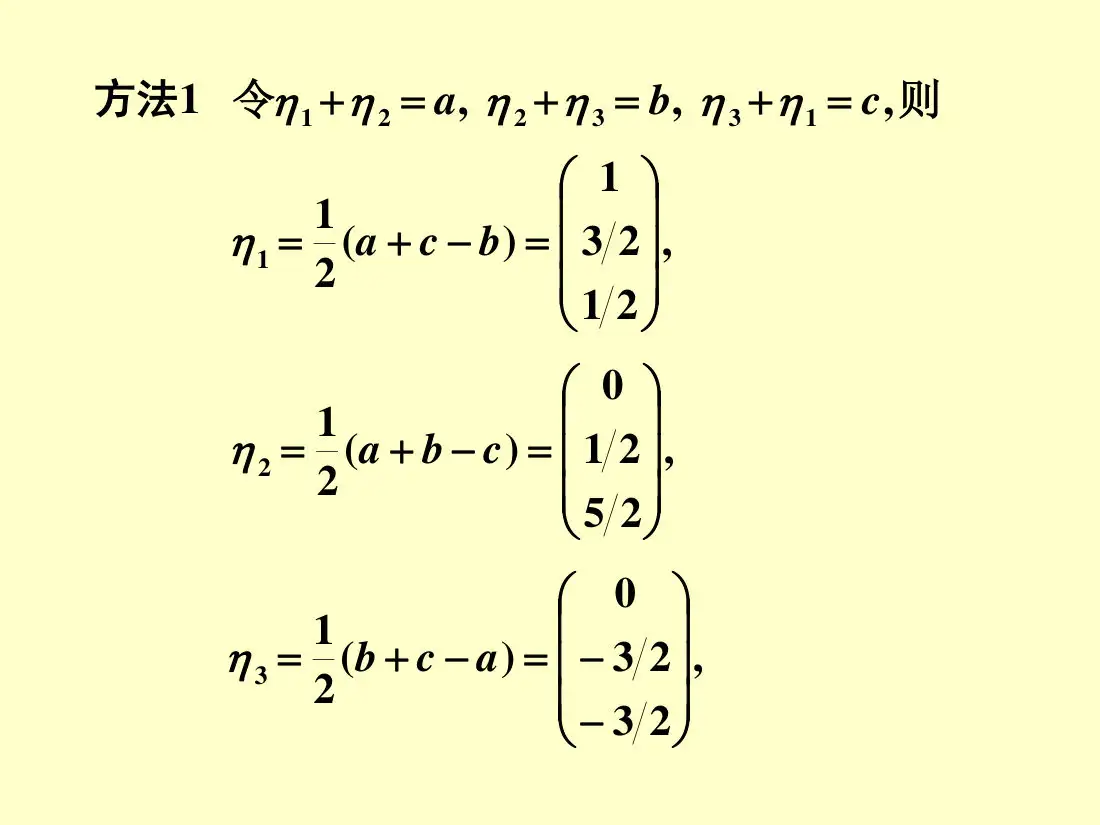 方法1 令η₁+η₂=a, η₂+η₃=b, η₃+η₁=c,则
η₁=1/2(a+c−b)=(1, 3/2, 1/2),
η₂=1/2(a+b−c)=(0, 1/2, 5/2),
η₃=1/2(b+c−a)=(0, −3/2, −3/2),